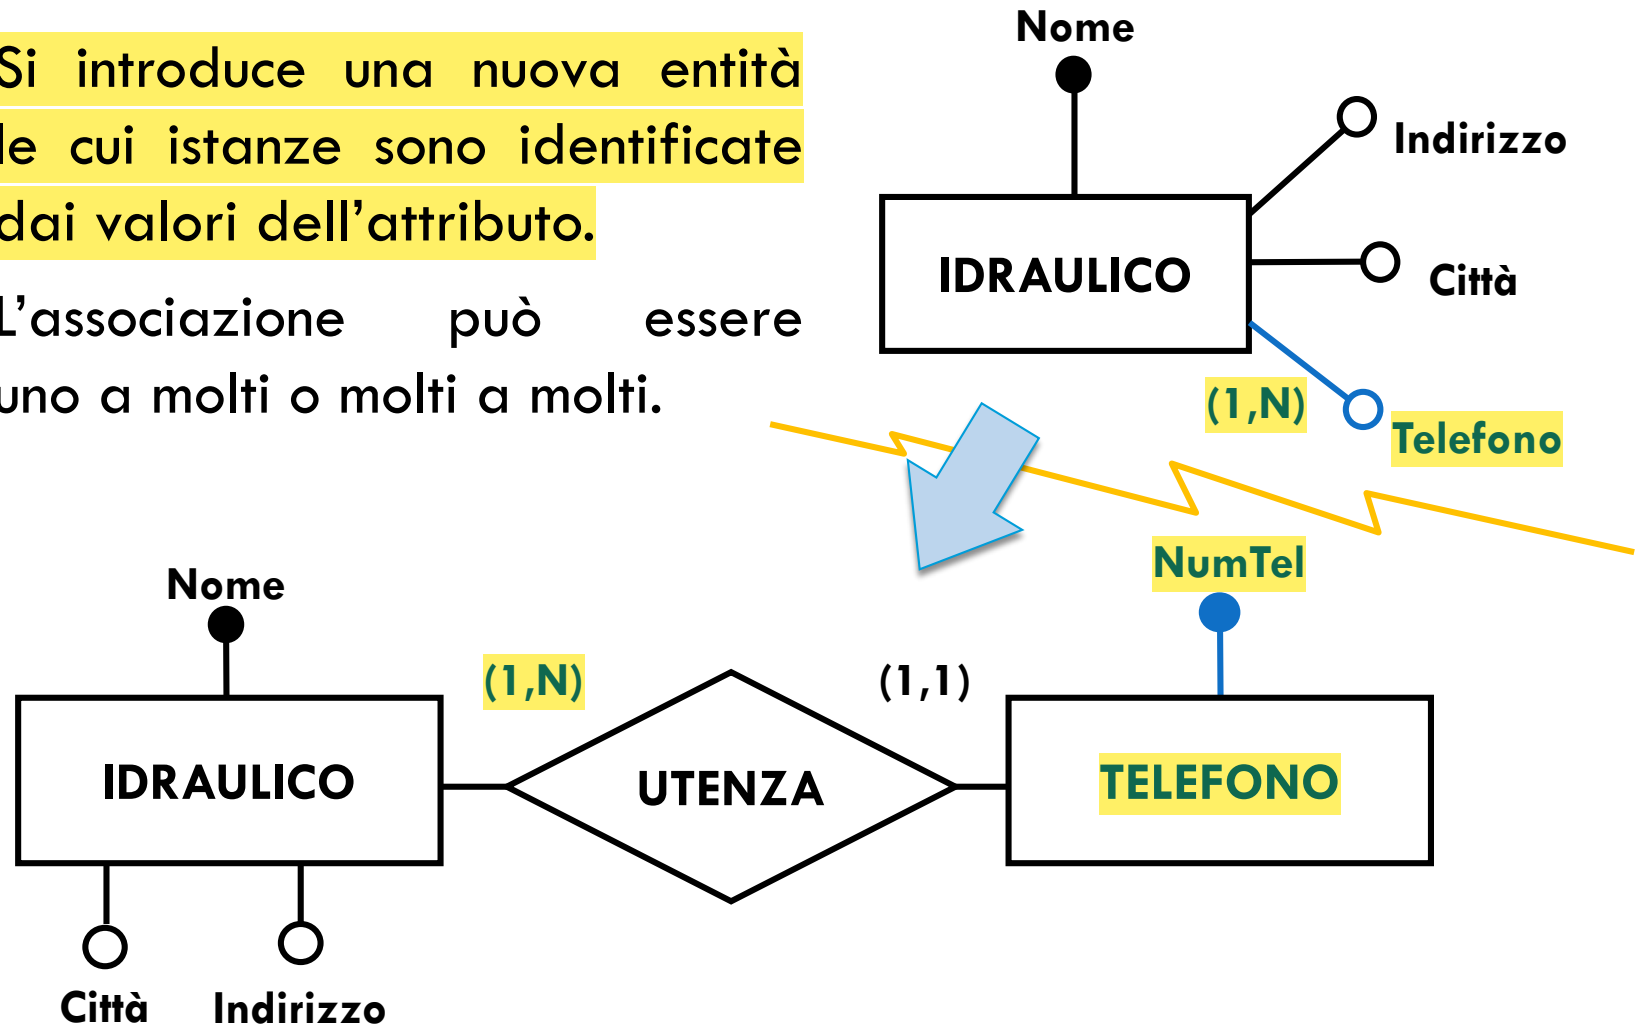 Si introduce una nuova entità
le cui istanze sono identificate
dai valori dell'attributo.
L'associazione può essere
uno a molti o molti a molti.
Nome
Indirizzo
IDRAULICO
Città
(1,N)
Telefono
NumTel
Nome
(1,N)
(1,1)
IDRAULICO
UTENZA
TELEFONO
Città
Indirizzo